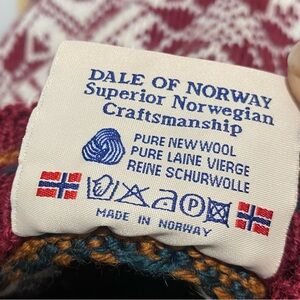 DALE OF NORWAY
Superior Norwegian
Craftsmanship
PURE NEW WOOL
PURE LAINE VIERGE
REINE SCHURWOLLE
P
MADE IN NORWAY